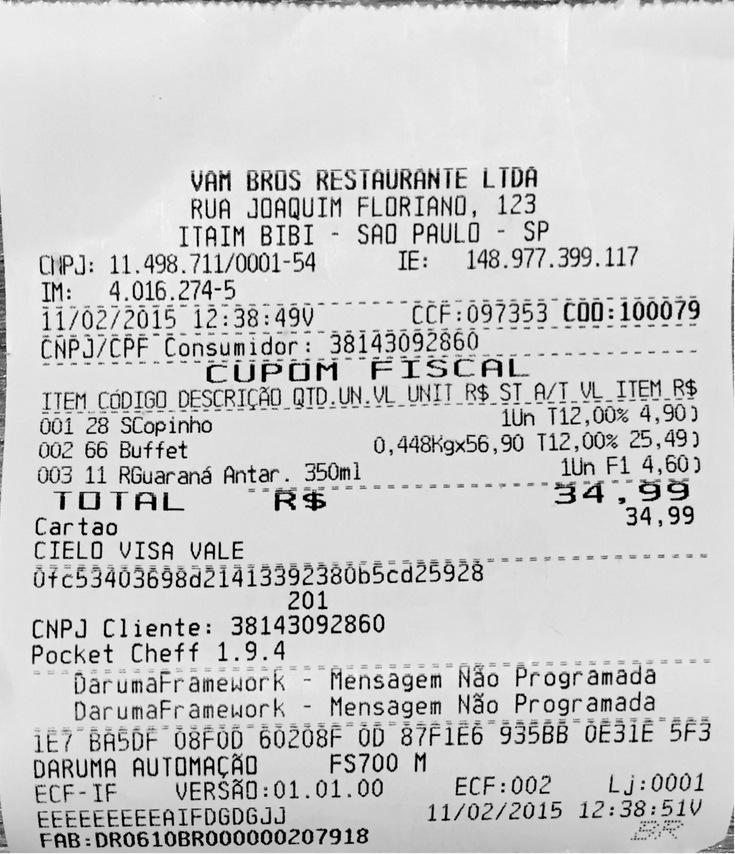 VAM BROS RESTAURANTE LTDA
RUA JOAQUIM FLORIANO, 123
ITAIM BIBI - SAO PAULO - SP
CNPJ: 11.498.711/0001-54 IE: 148.977.399.117
IM: 4.016.274-5
11/02/2015 12:38:49V CCF:097353 COO:100079
CNPJ/CPF Consumidor: 38143092860
CUPOM FISCAL
ITEM CÓDIGO DESCRIÇÃO QTD.UN.VL UNIT R$ ST A/T VL ITEM R$
001 28 SCopinho 1Un T12,00% 4,90)
002 66 Buffet 0,448Kgx56,90 T12,00% 25,49)
003 11 RGuaraná Antar. 350ml 1Un F1 4,60)
TOTAL R$ 34,99
Cartao 34,99
CIELO VISA VALE
0fc53403698d21413392380b5cd25928
201
CNPJ Cliente: 38143092860
Pocket Cheff 1.9.4
DarumaFramework - Mensagem Não Programada
DarumaFramework - Mensagem Não Programada
1E7 BA5DF 08F0D 60208F 0D 87F1E6 935BB 0E31E 5F3
DARUMA AUTOMAÇÃO FS700 M
ECF-IF VERSÃO:01.01.00 ECF:002 Lj:0001
EEEEEEEEEAIFDGDGJJ 11/02/2015 12:38:51V
FAB:DR0610BR000000207918 BR